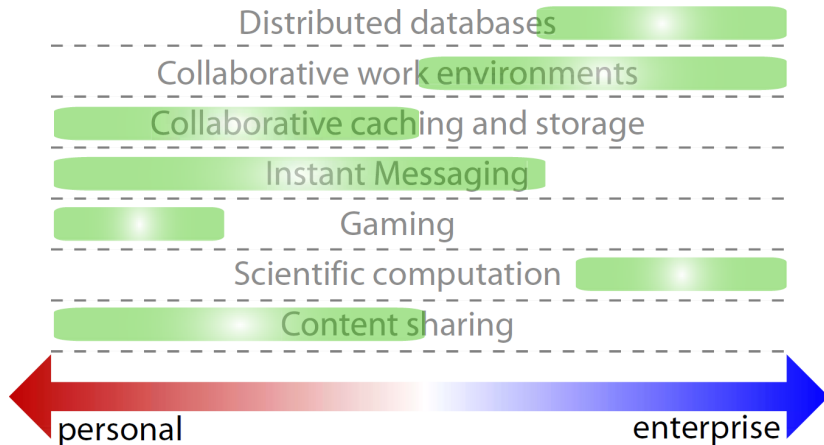 Distributed databases
Collaborative work environments
Collaborative caching and storage
Instant Messaging
Gaming
Scientific computation
Content sharing
personal enterprise